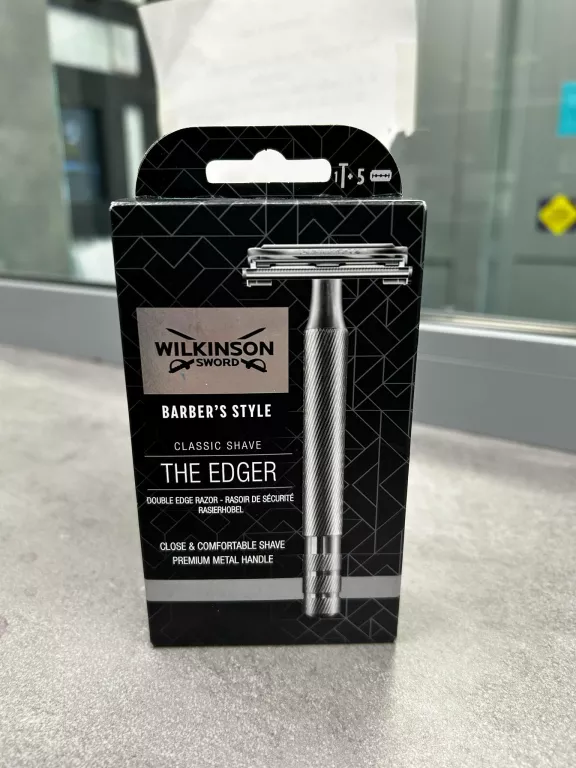 1 + 5
WILKINSON
SWORD
BARBER'S STYLE
CLASSIC SHAVE
THE EDGER
DOUBLE EDGE RAZOR - RASOIR DE SÉCURITÉ
RASIERHOBEL
CLOSE & COMFORTABLE SHAVE
PREMIUM METAL HANDLE